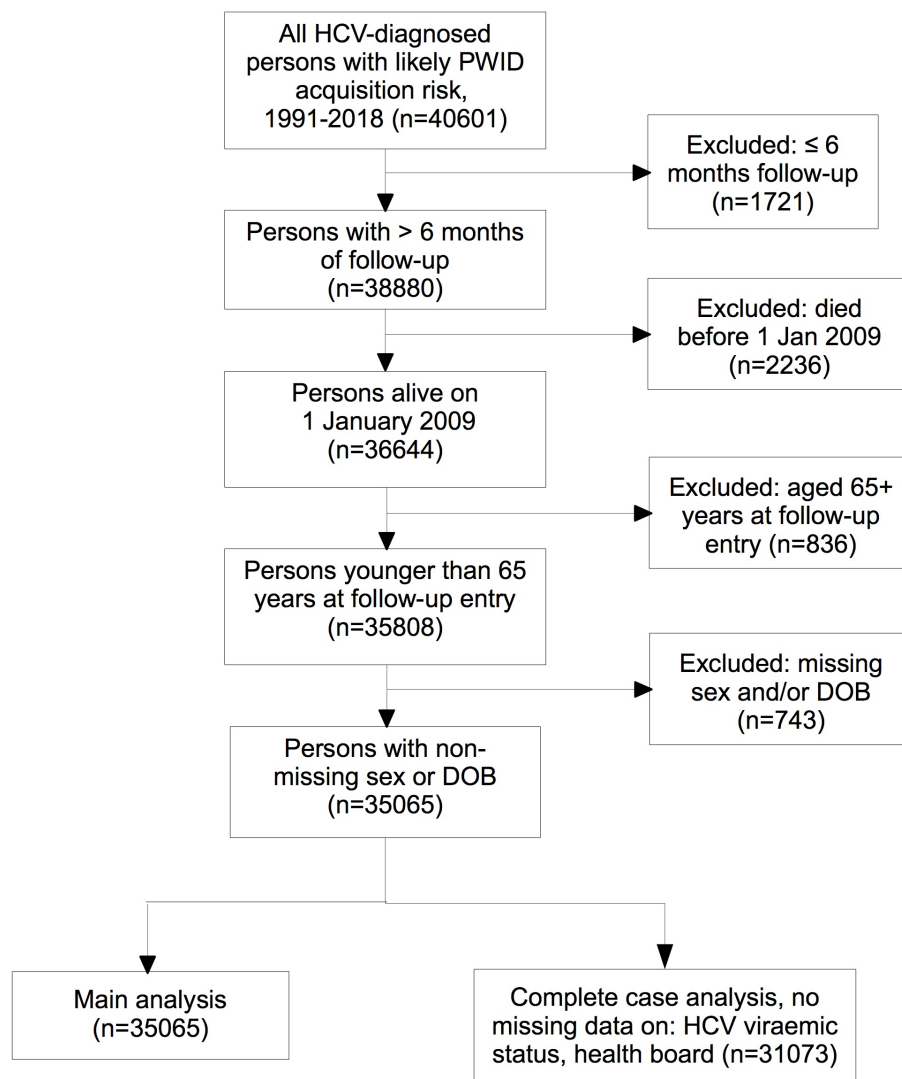 All HCV-diagnosed
persons with likely PWID
acquisition risk,
1991-2018 (n=40601)
Excluded: ≤ 6
months follow-up
(n=1721)
Persons with > 6 months
of follow-up
(n=38880)
Excluded: died
before 1 Jan 2009
(n=2236)
Persons alive on
1 January 2009
(n=36644)
Excluded: aged 65+
years at follow-up
entry (n=836)
Persons younger than 65
years at follow-up entry
(n=35808)
Excluded: missing
sex and/or DOB
(n=743)
Persons with non-
missing sex or DOB
(n=35065)
Main analysis
(n=35065)
Complete case analysis, no
missing data on: HCV viraemic
status, health board (n=31073)